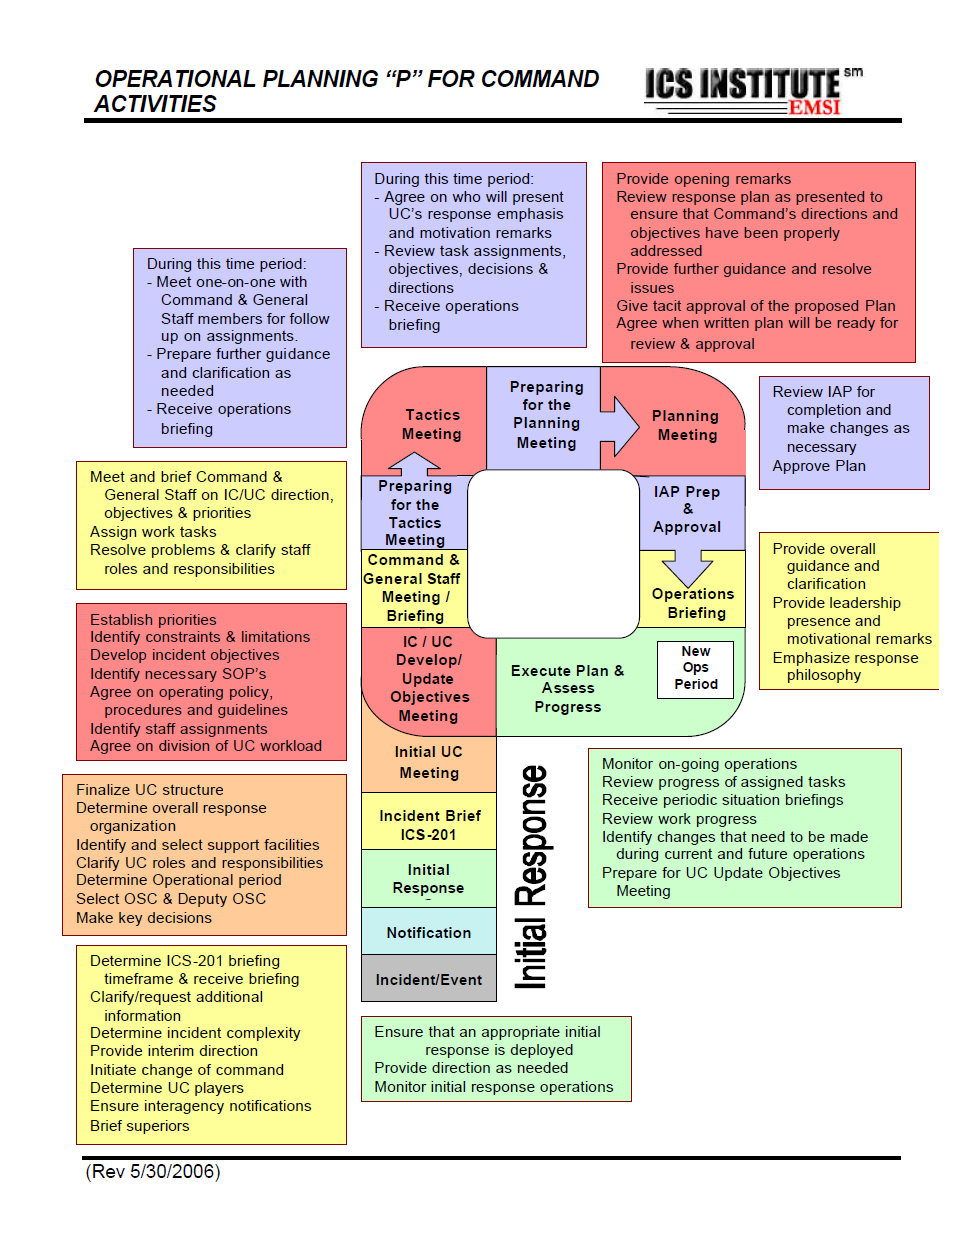 OPERATIONAL PLANNING “P” FOR COMMAND
ACTIVITIES
ICS INSTITUTE sm
EMSI
During this time period:
- Agree on who will present
UC’s response emphasis
and motivation remarks
- Review task assignments,
objectives, decisions &
directions
- Receive operations
briefing
Provide opening remarks
Review response plan as presented to
ensure that Command’s directions and
objectives have been properly
addressed
Provide further guidance and resolve
issues
Give tacit approval of the proposed Plan
Agree when written plan will be ready for
review & approval
During this time period:
- Meet one-on-one with
Command & General
Staff members for follow
up on assignments.
- Prepare further guidance
and clarification as
needed
- Receive operations
briefing
Tactics
Meeting
Preparing
for the
Planning
Meeting
Planning
Meeting
Review IAP for
completion and
make changes as
necessary
Approve Plan
Meet and brief Command &
General Staff on IC/UC direction,
objectives & priorities
Assign work tasks
Resolve problems & clarify staff
roles and responsibilities
Preparing
for the
Tactics
Meeting
IAP Prep
&
Approval
Command &
General Staff
Meeting /
Briefing
Operations
Briefing
Provide overall
guidance and
clarification
Provide leadership
presence and
motivational remarks
Emphasize response
philosophy
Establish priorities
Identify constraints & limitations
Develop incident objectives
Identify necessary SOP’s
Agree on operating policy,
procedures and guidelines
Identify staff assignments
Agree on division of UC workload
IC / UC
Develop/
Update
Objectives
Meeting
Execute Plan &
Assess
Progress
New
Ops
Period
Initial UC
Meeting
Monitor on-going operations
Review progress of assigned tasks
Receive periodic situation briefings
Review work progress
Identify changes that need to be made
during current and future operations
Prepare for UC Update Objectives
Meeting
Finalize UC structure
Determine overall response
organization
Identify and select support facilities
Clarify UC roles and responsibilities
Determine Operational period
Select OSC & Deputy OSC
Make key decisions
Incident Brief
ICS-201
Initial
Response
Notification
Incident/Event
Initial Response
Determine ICS-201 briefing
timeframe & receive briefing
Clarify/request additional
information
Determine incident complexity
Provide interim direction
Initiate change of command
Determine UC players
Ensure interagency notifications
Brief superiors
Ensure that an appropriate initial
response is deployed
Provide direction as needed
Monitor initial response operations
(Rev 5/30/2006)